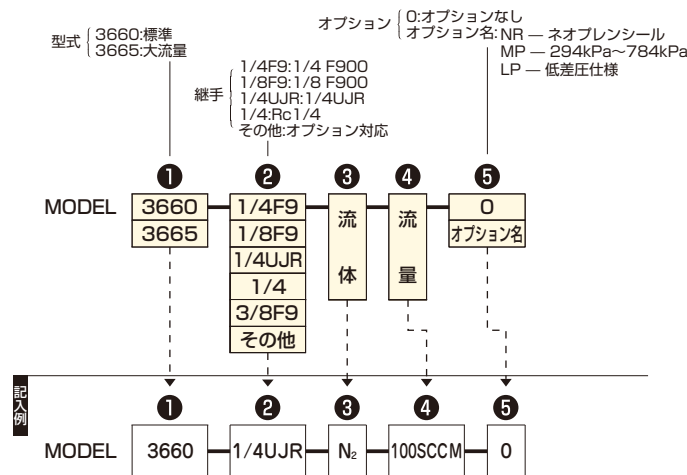 型式 3660:標準
3665:大流量
継手 1/4F9:1/4 F900
1/8F9:1/8 F900
1/4UJR:1/4UJR
1/4:Rc1/4
その他:オプション対応
オプション 0:オプションなし
オプション名: NR — ネオプレンシール
MP — 294kPa～784kPa
LP — 低差圧仕様
❶ ❷ ❸ ❹ ❺
MODEL 3660 1/4F9 流体 流量 0
3665 1/8F9 オプション名
1/4UJR
1/4
3/8F9
その他
記入例
❶ ❷ ❸ ❹ ❺
MODEL 3660 1/4UJR N₂ 100SCCM 0